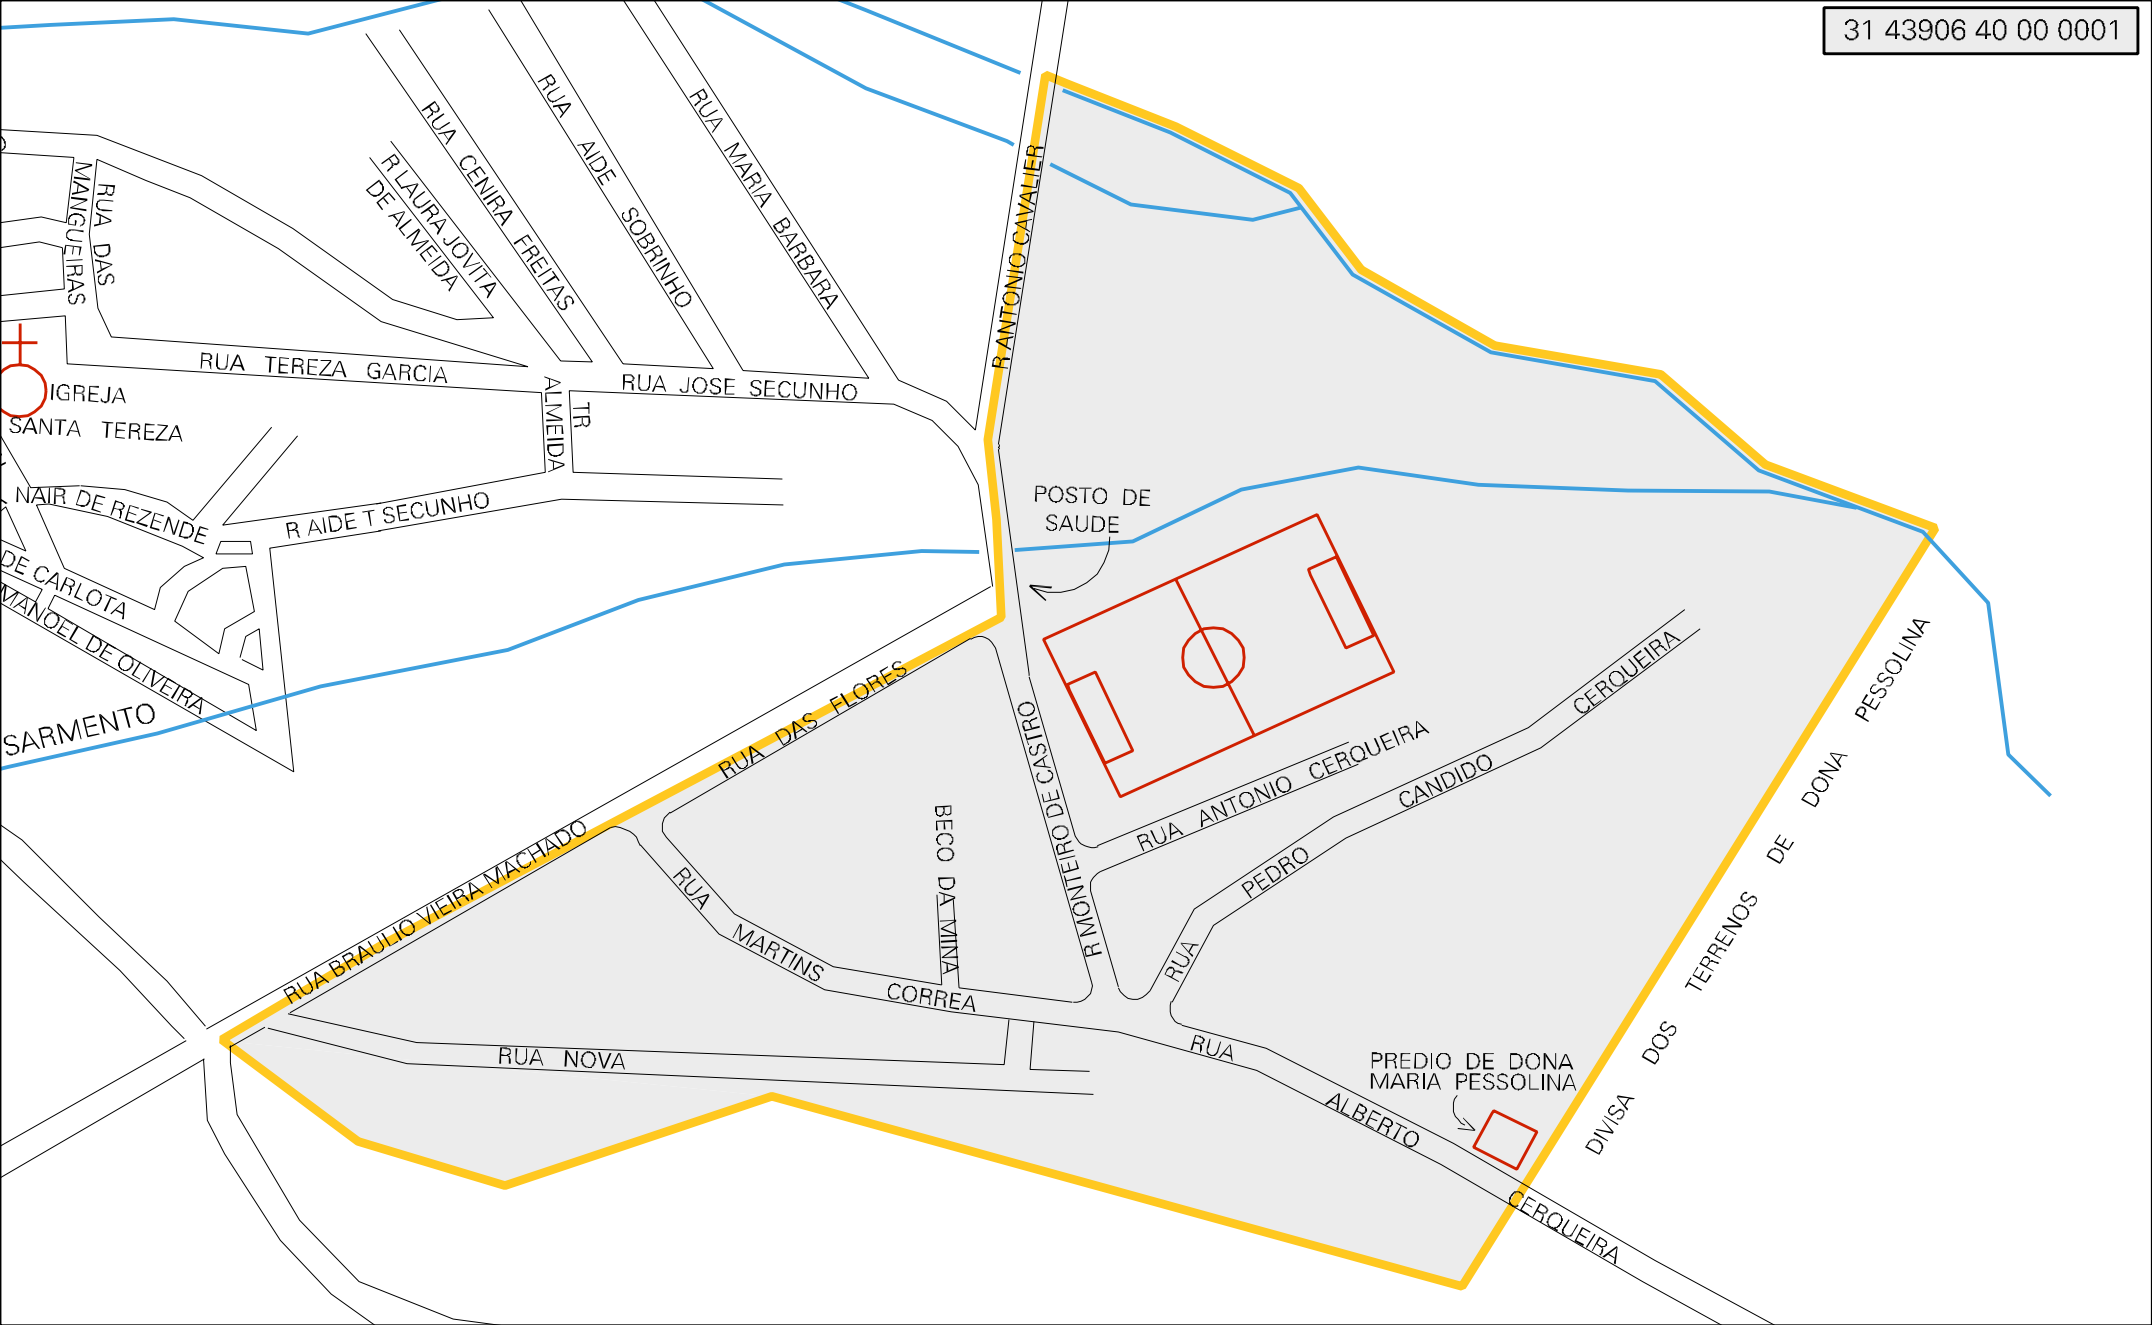 31 43906 40 00 0001
RUA CENIRA FREITAS
RUA AIDE SOBRINHO
RUA MARIA BARBARA
R LAURA JOVITA
DE ALMEIDA
RUA DAS
MANGUEIRAS
R ANTONIO CAVALIER
RUA TEREZA GARCIA
RUA JOSE SECUNHO
TR
ALMEIDA
IGREJA
SANTA TEREZA
NAIR DE REZENDE
R AIDE T SECUNHO
DE CARLOTA
MANOEL DE OLIVEIRA
SARMENTO
POSTO DE
SAUDE
RUA DAS FLORES
RUA BRAULIO VIEIRA MACHADO
R MONTEIRO DE CASTRO
RUA ANTONIO CERQUEIRA
RUA PEDRO CANDIDO CERQUEIRA
BECO DA MINA
RUA MARTINS CORREA
RUA NOVA
RUA ALBERTO CERQUEIRA
PREDIO DE DONA
MARIA PESSOLINA
DIVISA DOS TERRENOS DE DONA PESSOLINA